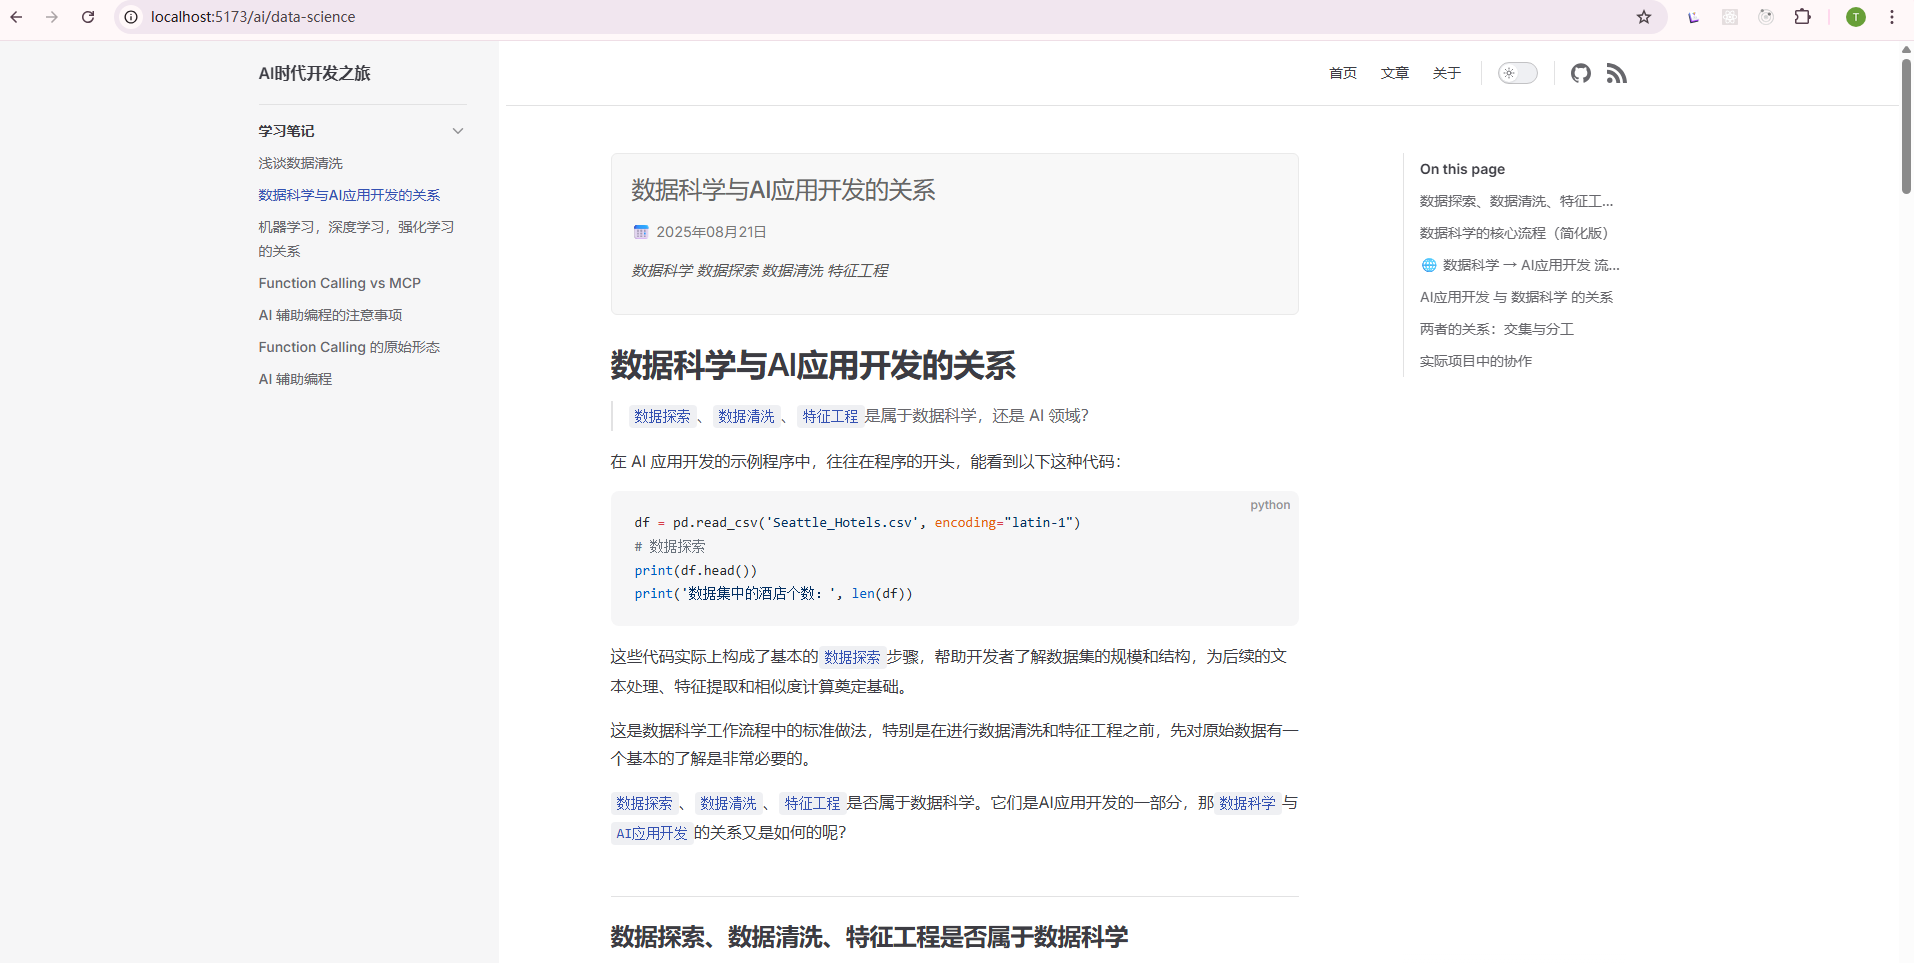 localhost:5173/ai/data-science
T
AI时代开发之旅
学习笔记
浅谈数据清洗
数据科学与AI应用开发的关系
机器学习，深度学习，强化学习
的关系
Function Calling vs MCP
AI 辅助编程的注意事项
Function Calling 的原始形态
AI 辅助编程
首页 文章 关于
数据科学与AI应用开发的关系
2025年08月21日
数据科学 数据探索 数据清洗 特征工程
数据科学与AI应用开发的关系
数据探索、数据清洗、特征工程是属于数据科学，还是 AI 领域？
在 AI 应用开发的示例程序中，往往在程序的开头，能看到以下这种代码：
python
df = pd.read_csv('Seattle_Hotels.csv', encoding="latin-1")
# 数据探索
print(df.head())
print('数据集中的酒店个数：', len(df))
这些代码实际上构成了基本的数据探索步骤，帮助开发者了解数据集的规模和结构，为后续的文
本处理、特征提取和相似度计算奠定基础。
这是数据科学工作流程中的标准做法，特别是在进行数据清洗和特征工程之前，先对原始数据有一
个基本的了解是非常必要的。
数据探索、数据清洗、特征工程是否属于数据科学。它们是AI应用开发的一部分，那数据科学与
AI应用开发的关系又是如何的呢？
数据探索、数据清洗、特征工程是否属于数据科学
On this page
数据探索、数据清洗、特征工...
数据科学的核心流程（简化版）
🌐 数据科学 → AI应用开发 流...
AI应用开发 与 数据科学 的关系
两者的关系：交集与分工
实际项目中的协作